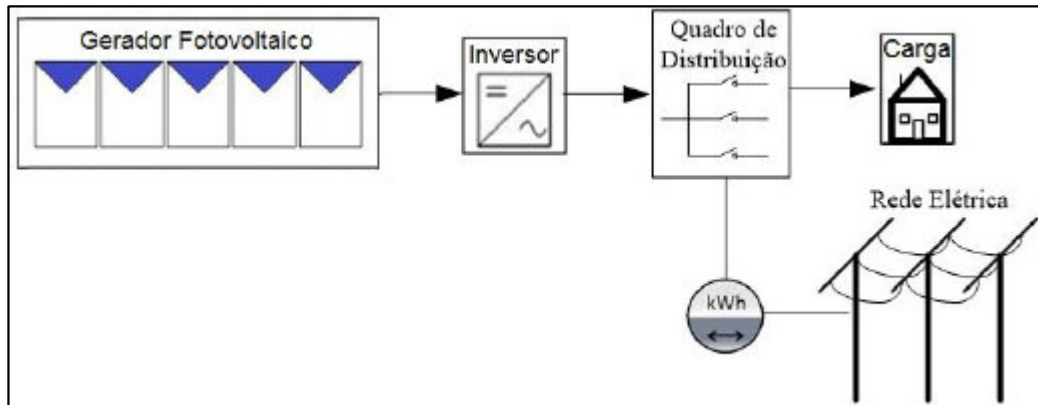 Gerador Fotovoltaico
Inversor
Quadro de
Distribuição
Carga
Rede Elétrica
kWh